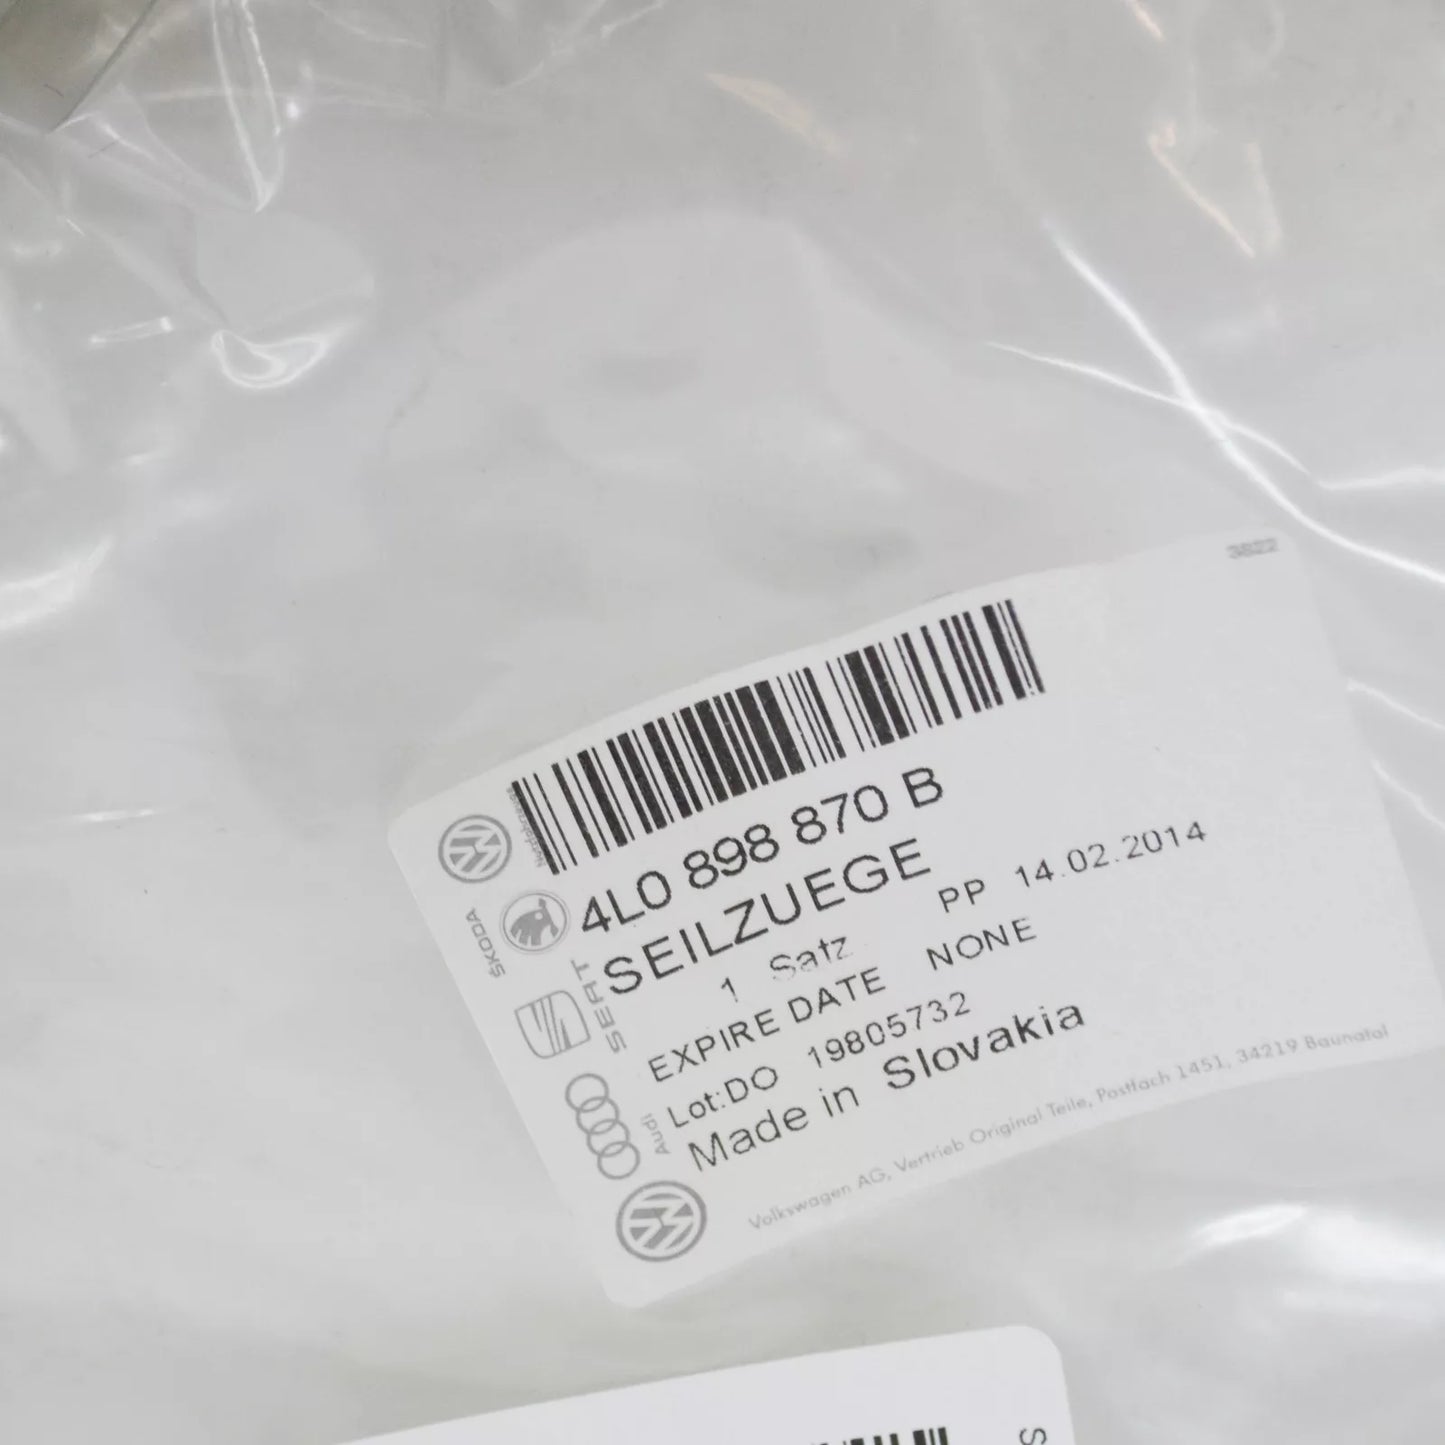 3822
4L0 898 870 B
SEILZUEGE
1 Satz PP 14.02.2014
EXPIRE DATE NONE
Lot:DO 19805732
Made in Slovakia
Volkswagen AG, Vertrieb Original Teile, Postfach 1451, 34219 Baunatal
Nutzfahrzeuge
ŠKODA
SEAT
Audi
S